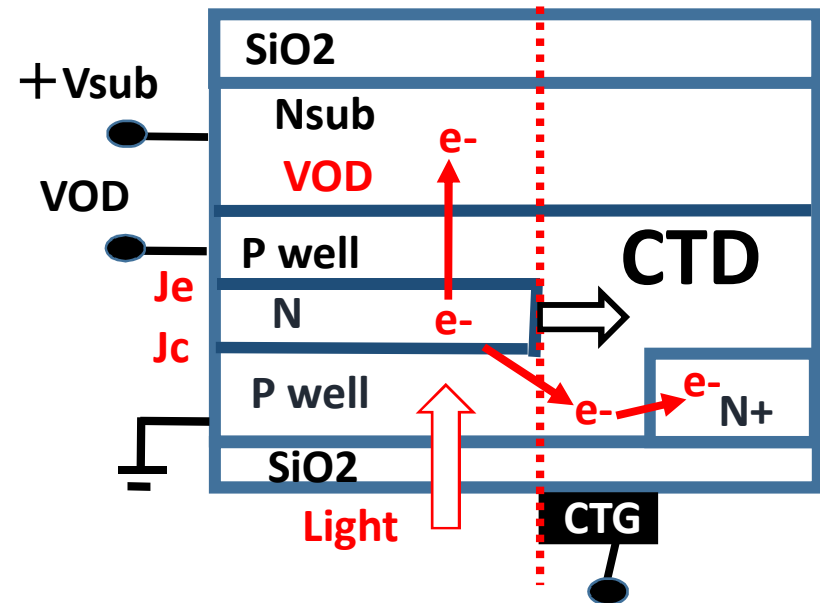 SiO2
+Vsub
Nsub
e-
VOD
VOD
P well
CTD
Je
N
e-
Jc
P well
e-
e-
N+
SiO2
Light
CTG